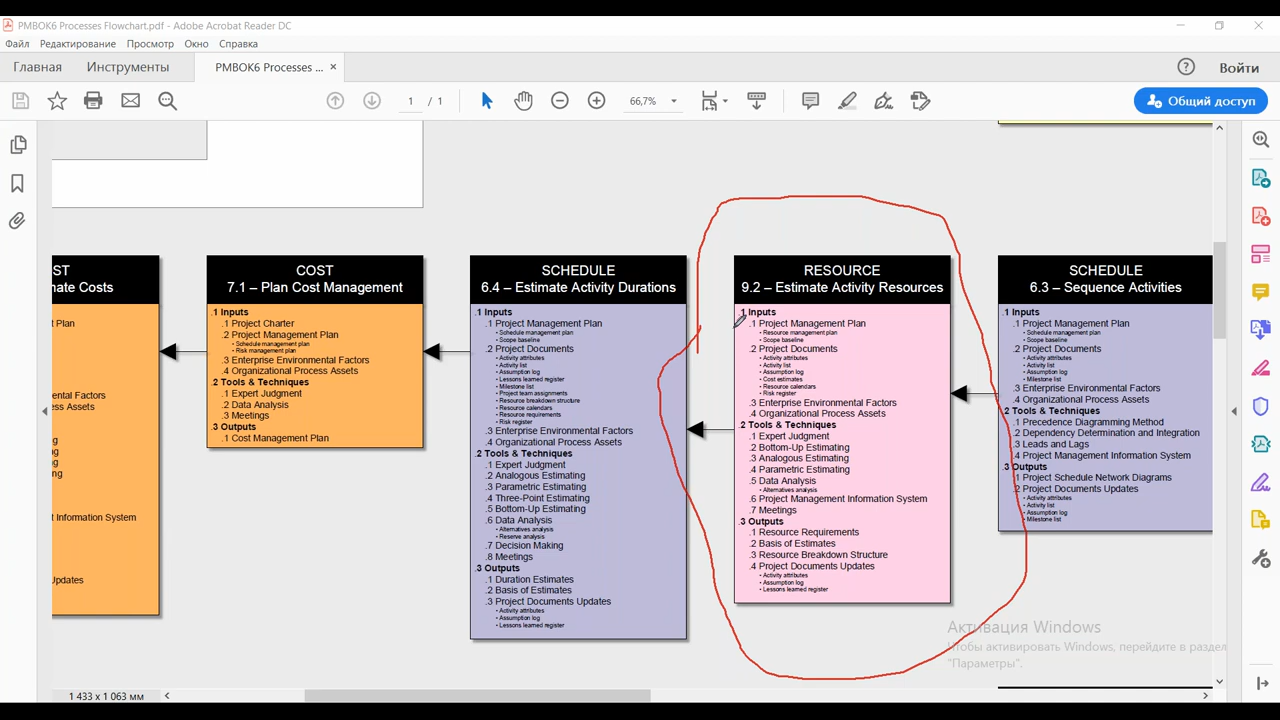 PMBOK6 Processes Flowchart.pdf - Adobe Acrobat Reader DC
Файл Редактирование Просмотр Окно Справка
Главная Инструменты PMBOK6 Processes ... × Войти
1 / 1 66,7% Общий доступ
ST
nate Costs
t Plan
ental Factors
ess Assets
g
ng
ng
ng
t Information System
Updates
COST
7.1 – Plan Cost Management
.1 Inputs
.1 Project Charter
.2 Project Management Plan
• Schedule management plan
• Risk management plan
.3 Enterprise Environmental Factors
.4 Organizational Process Assets
.2 Tools & Techniques
.1 Expert Judgment
.2 Data Analysis
.3 Meetings
.3 Outputs
.1 Cost Management Plan
SCHEDULE
6.4 – Estimate Activity Durations
.1 Inputs
.1 Project Management Plan
• Schedule management plan
• Scope baseline
.2 Project Documents
• Activity attributes
• Activity list
• Assumption log
• Lessons learned register
• Milestone list
• Project team assignments
• Resource breakdown structure
• Resource calendars
• Resource requirements
• Risk register
.3 Enterprise Environmental Factors
.4 Organizational Process Assets
.2 Tools & Techniques
.1 Expert Judgment
.2 Analogous Estimating
.3 Parametric Estimating
.4 Three-Point Estimating
.5 Bottom-Up Estimating
.6 Data Analysis
• Alternatives analysis
• Reserve analysis
.7 Decision Making
.8 Meetings
.3 Outputs
.1 Duration Estimates
.2 Basis of Estimates
.3 Project Documents Updates
• Activity attributes
• Assumption log
• Lessons learned register
RESOURCE
9.2 – Estimate Activity Resources
.1 Inputs
.1 Project Management Plan
• Resource management plan
• Scope baseline
.2 Project Documents
• Activity attributes
• Activity list
• Assumption log
• Cost estimates
• Resource calendars
• Risk register
.3 Enterprise Environmental Factors
.4 Organizational Process Assets
.2 Tools & Techniques
.1 Expert Judgment
.2 Bottom-Up Estimating
.3 Analogous Estimating
.4 Parametric Estimating
.5 Data Analysis
• Alternatives analysis
.6 Project Management Information System
.7 Meetings
.3 Outputs
.1 Resource Requirements
.2 Basis of Estimates
.3 Resource Breakdown Structure
.4 Project Documents Updates
• Activity attributes
• Assumption log
• Lessons learned register
SCHEDULE
6.3 – Sequence Activities
.1 Inputs
.1 Project Management Plan
• Schedule management plan
• Scope baseline
.2 Project Documents
• Activity attributes
• Activity list
• Assumption log
• Milestone list
.3 Enterprise Environmental Factors
.4 Organizational Process Assets
.2 Tools & Techniques
.1 Precedence Diagramming Method
.2 Dependency Determination and Integration
.3 Leads and Lags
.4 Project Management Information System
.3 Outputs
.1 Project Schedule Network Diagrams
.2 Project Documents Updates
• Activity attributes
• Activity list
• Assumption log
• Milestone list
Активация Windows
Чтобы активировать Windows, перейдите в раздел
"Параметры".
1 433 x 1 063 мм